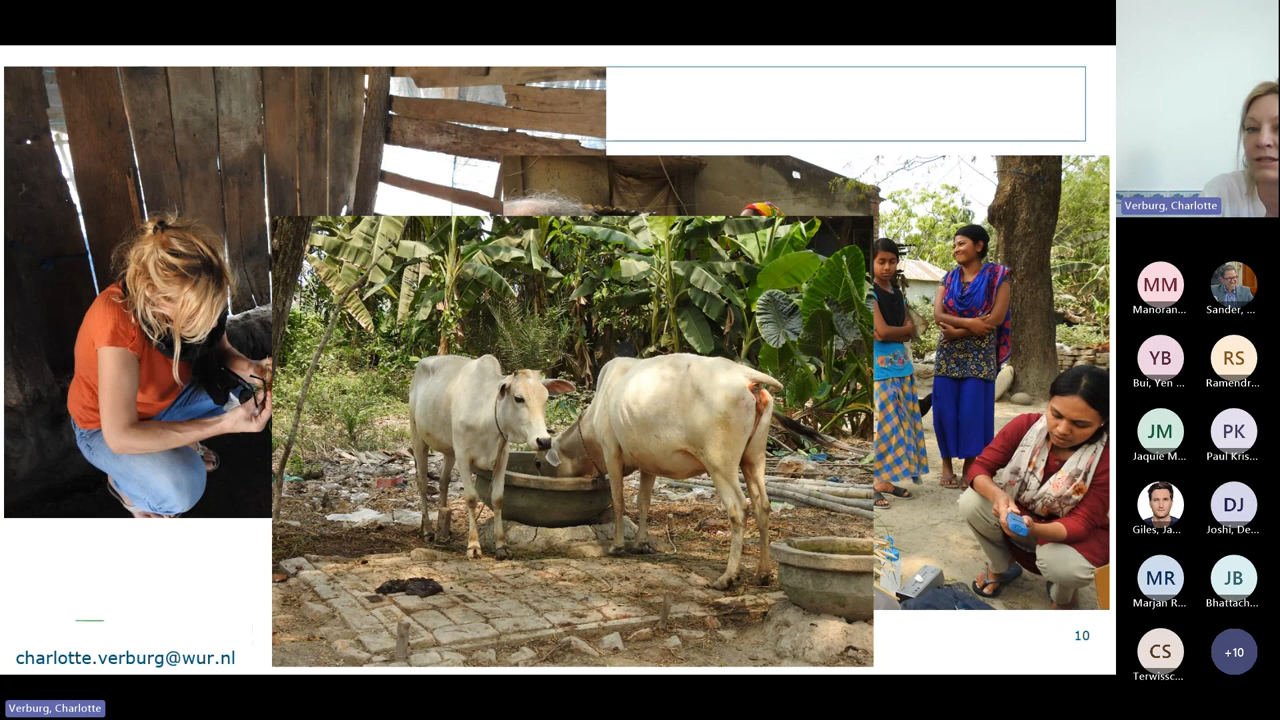 Verburg, Charlotte
MM
Manoran...
Sander, ...
YB
RS
Bui, Yen ...
Ramendr...
JM
PK
Jaquie M...
Paul Kris...
DJ
Giles, Ja...
Joshi, De...
MR
JB
Marjan R...
Bhattach...
CS
+10
Terwissc...
10
charlotte.verburg@wur.nl
Verburg, Charlotte